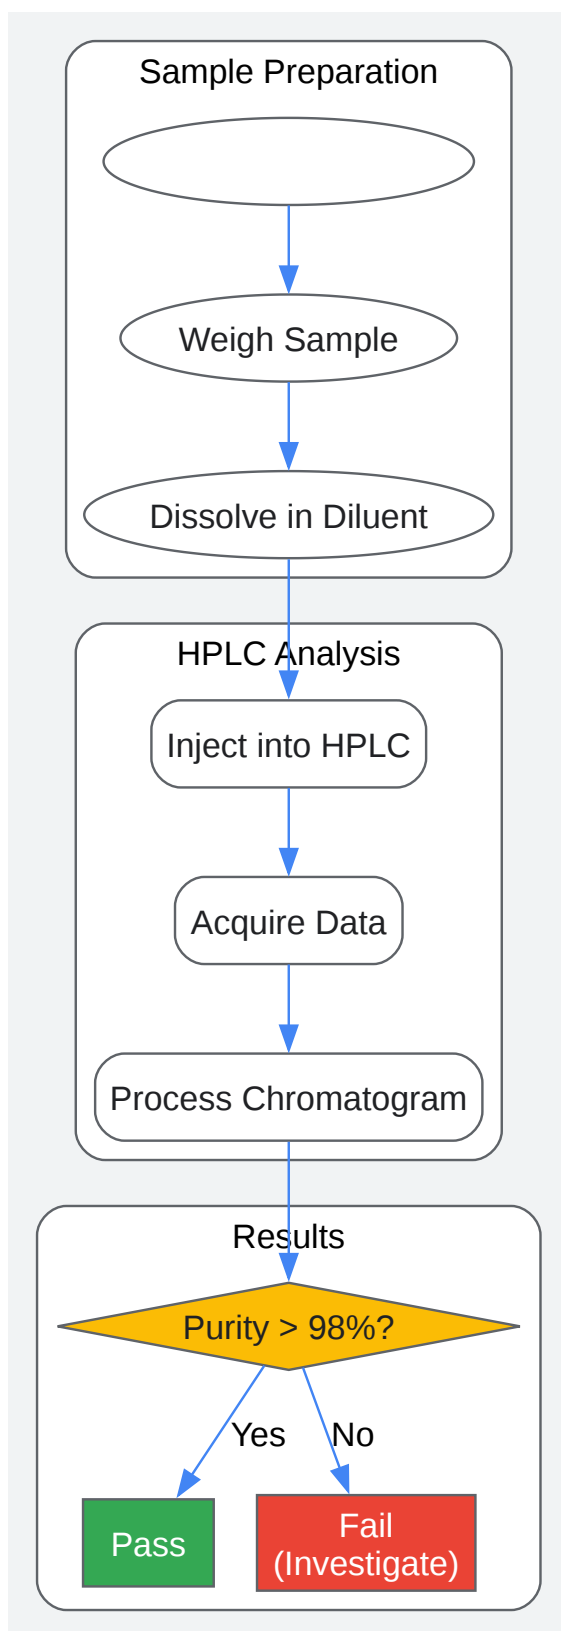 Sample Preparation
Weigh Sample
Dissolve in Diluent
HPLC Analysis
Inject into HPLC
Acquire Data
Process Chromatogram
Results
Purity > 98%?
Yes
No
Pass
Fail
(Investigate)